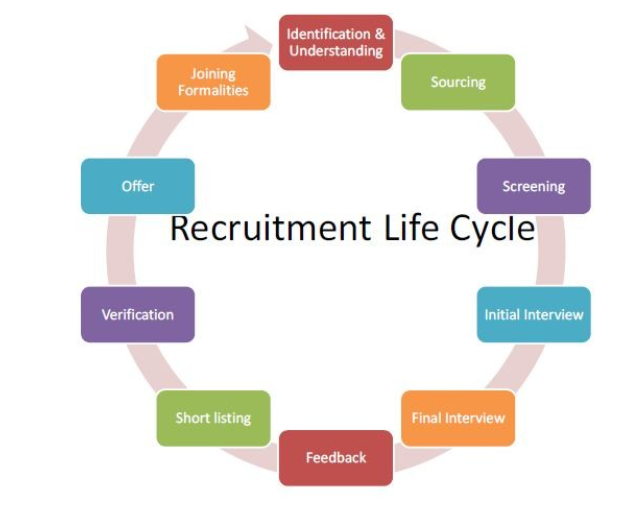 Identification &
Understanding
Sourcing
Screening
Initial Interview
Final Interview
Feedback
Short listing
Verification
Offer
Joining
Formalities
Recruitment Life Cycle